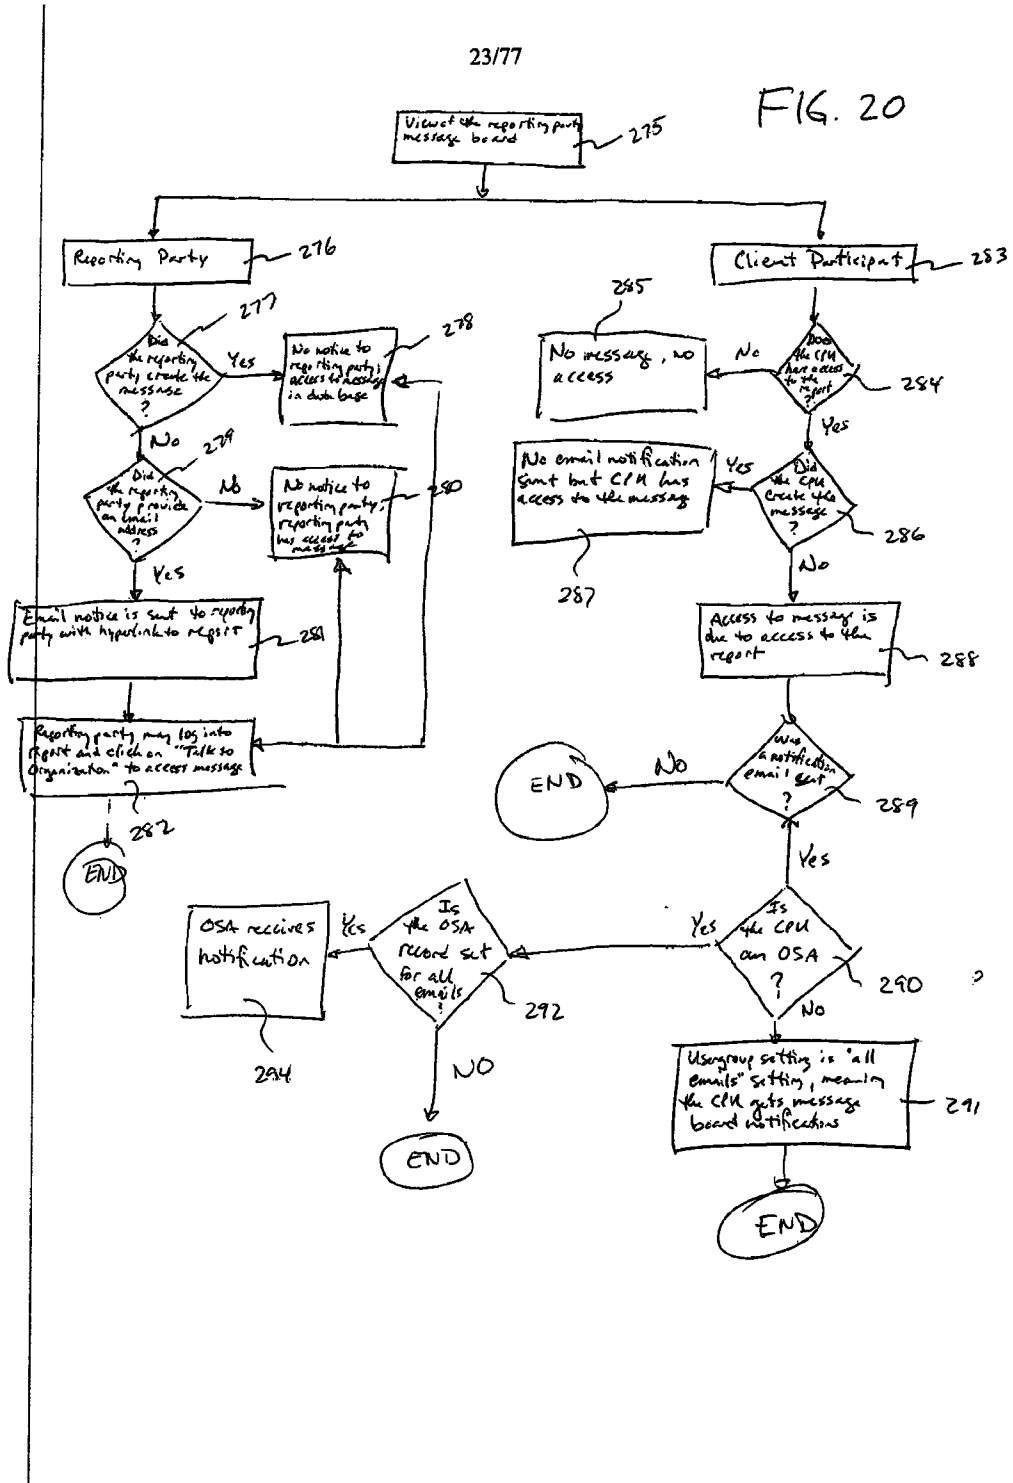 23/77
FIG. 20
View of the reporting party
message board
275
Reporting Party
276
277
Did
the reporting
party create the
message
?
Yes
No notice to
reporting party;
access to message
in database
278
No
279
Did
the reporting
party provide
an email
address
?
No
No notice to
reporting party;
reporting party
has access to
message
280
Yes
Email notice is sent to reporting
party with hyperlink to report
281
Reporting party may log into
report and click on "Talk to
Organization" to access message
282
END
Client Participant
283
Does
the CPU
have access
to the
report
?
284
No
285
No message, no
access
Yes
Did
the CPU
create the
message
?
286
Yes
No email notification
sent but CPU has
access to the message
287
No
Access to message is
due to access to the
report
288
Was
a notification
email sent
?
289
No
END
Yes
Is
the CPU
an OSA
?
290
Yes
Is
the OSA
record set
for all
emails
?
292
Yes
OSA receives
notification
294
NO
END
No
Usergroup setting is "all
emails" setting, meaning
the CPU gets message
board notifications
291
END
?